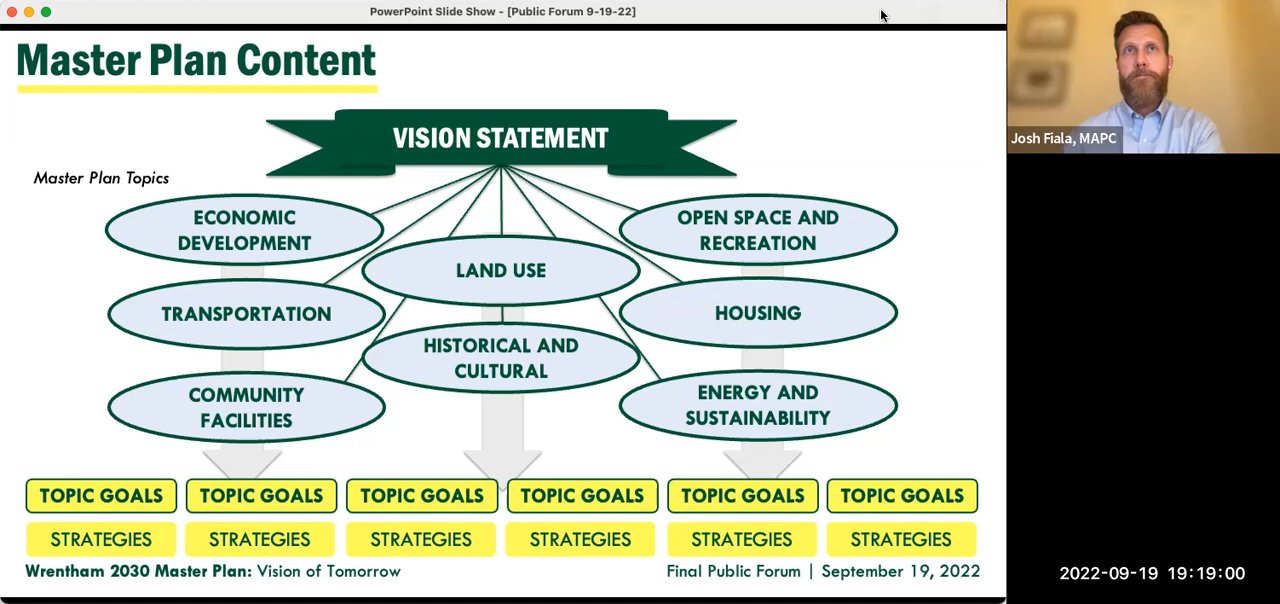 PowerPoint Slide Show - [Public Forum 9-19-22]
Master Plan Content
VISION STATEMENT
Master Plan Topics
ECONOMIC
DEVELOPMENT
OPEN SPACE AND
RECREATION
LAND USE
TRANSPORTATION
HOUSING
HISTORICAL AND
CULTURAL
COMMUNITY
FACILITIES
ENERGY AND
SUSTAINABILITY
TOPIC GOALS TOPIC GOALS TOPIC GOALS TOPIC GOALS TOPIC GOALS TOPIC GOALS
STRATEGIES STRATEGIES STRATEGIES STRATEGIES STRATEGIES STRATEGIES
Wrentham 2030 Master Plan: Vision of Tomorrow
Final Public Forum | September 19, 2022
Josh Fiala, MAPC
2022-09-19 19:19:00